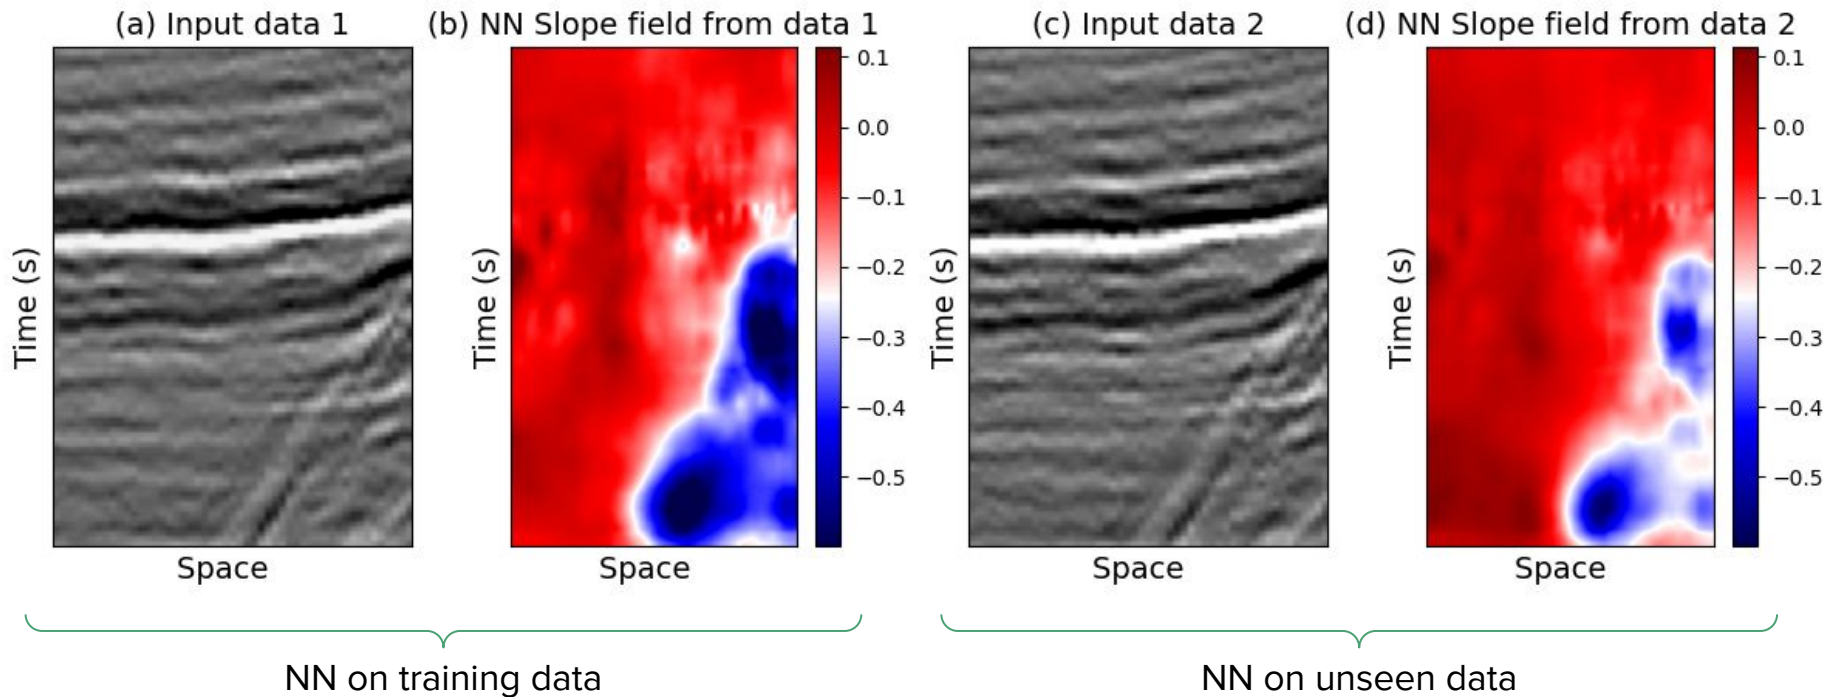 (a) Input data 1
(b) NN Slope field from data 1
(c) Input data 2
(d) NN Slope field from data 2
Time (s)
Space
Time (s)
Space
0.1
0.0
−0.1
−0.2
−0.3
−0.4
−0.5
Time (s)
Space
Time (s)
Space
0.1
0.0
−0.1
−0.2
−0.3
−0.4
−0.5
NN on training data
NN on unseen data